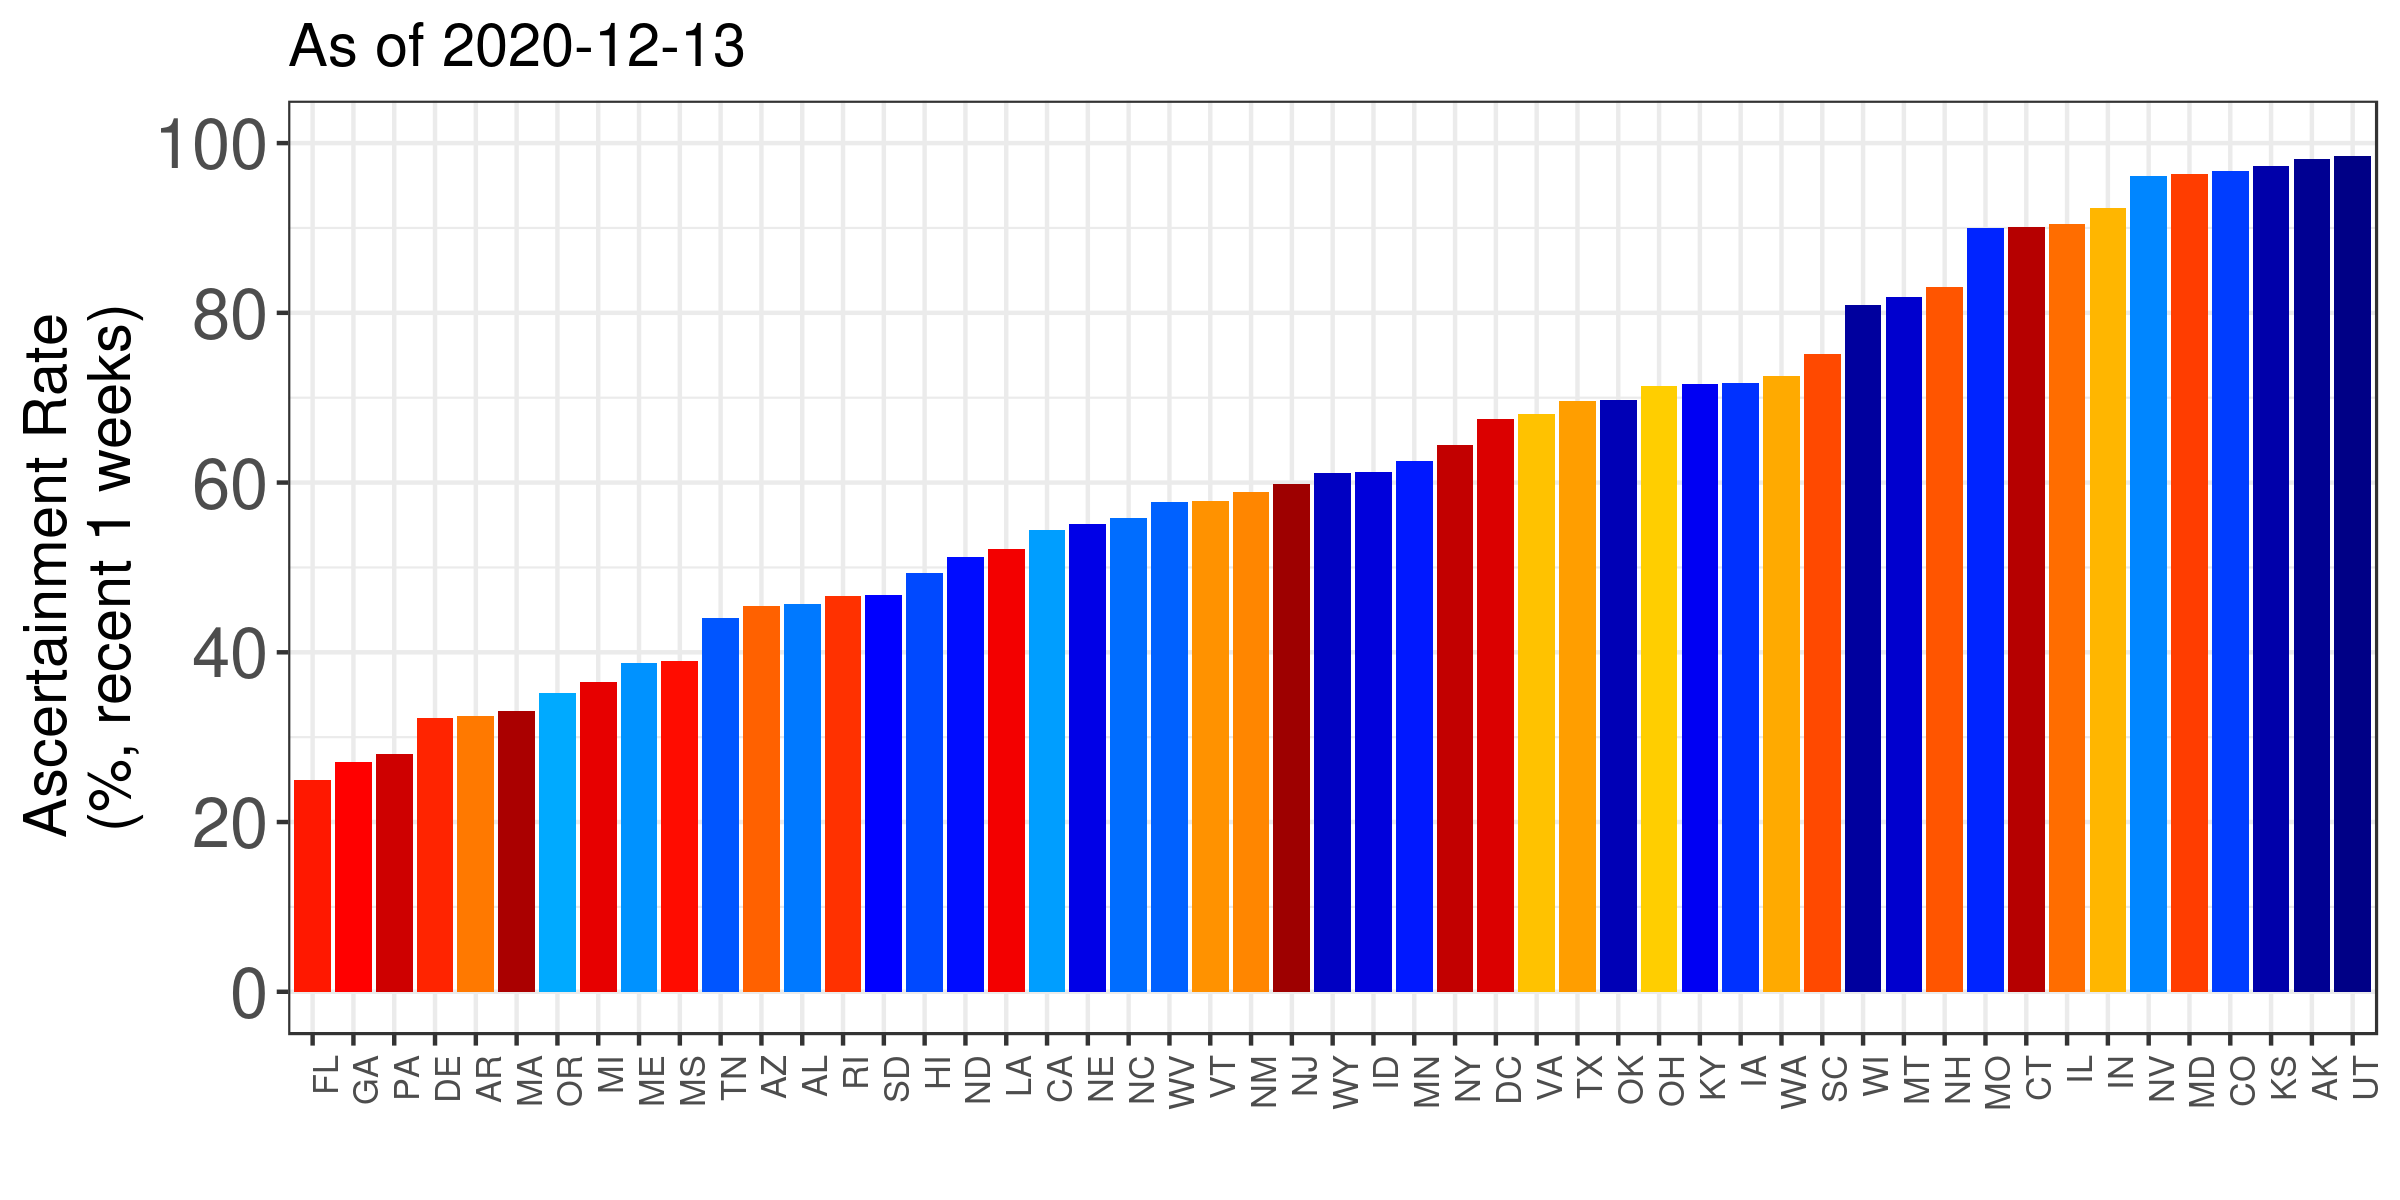 As of 2020-12-13
Ascertainment Rate
(%, recent 1 weeks)
100
80
60
40
20
0
FL GA PA DE AR MA OR MI ME MS TN AZ AL RI SD HI ND LA CA NE NC WV VT NM NJ WY ID MN NY DC VA TX OK OH KY IA WA SC WI MT NH MO CT IL IN NV MD CO KS AK UT